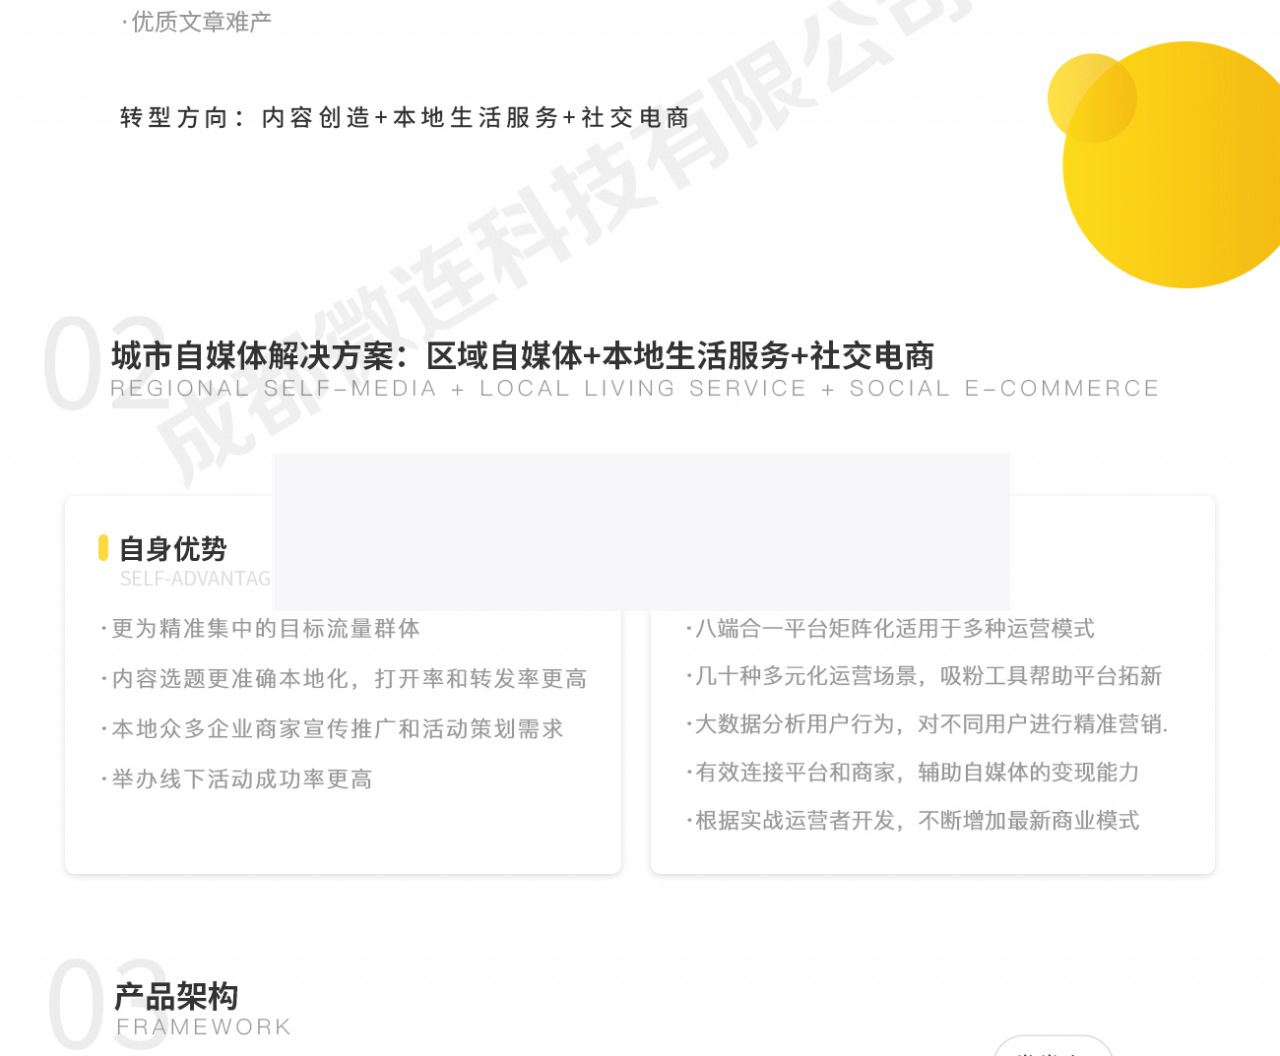 ·优质文章难产
转型方向：内容创造+本地生活服务+社交电商
成都微连科技有限公司
02
城市自媒体解决方案：区域自媒体+本地生活服务+社交电商
REGIONAL SELF-MEDIA + LOCAL LIVING SERVICE + SOCIAL E-COMMERCE
自身优势
SELF-ADVANTAG
·更为精准集中的目标流量群体
·内容选题更准确本地化，打开率和转发率更高
·本地众多企业商家宣传推广和活动策划需求
·举办线下活动成功率更高
·八端合一平台矩阵化适用于多种运营模式
·几十种多元化运营场景，吸粉工具帮助平台拓新
·大数据分析用户行为，对不同用户进行精准营销.
·有效连接平台和商家，辅助自媒体的变现能力
·根据实战运营者开发，不断增加最新商业模式
03
产品架构
FRAMEWORK